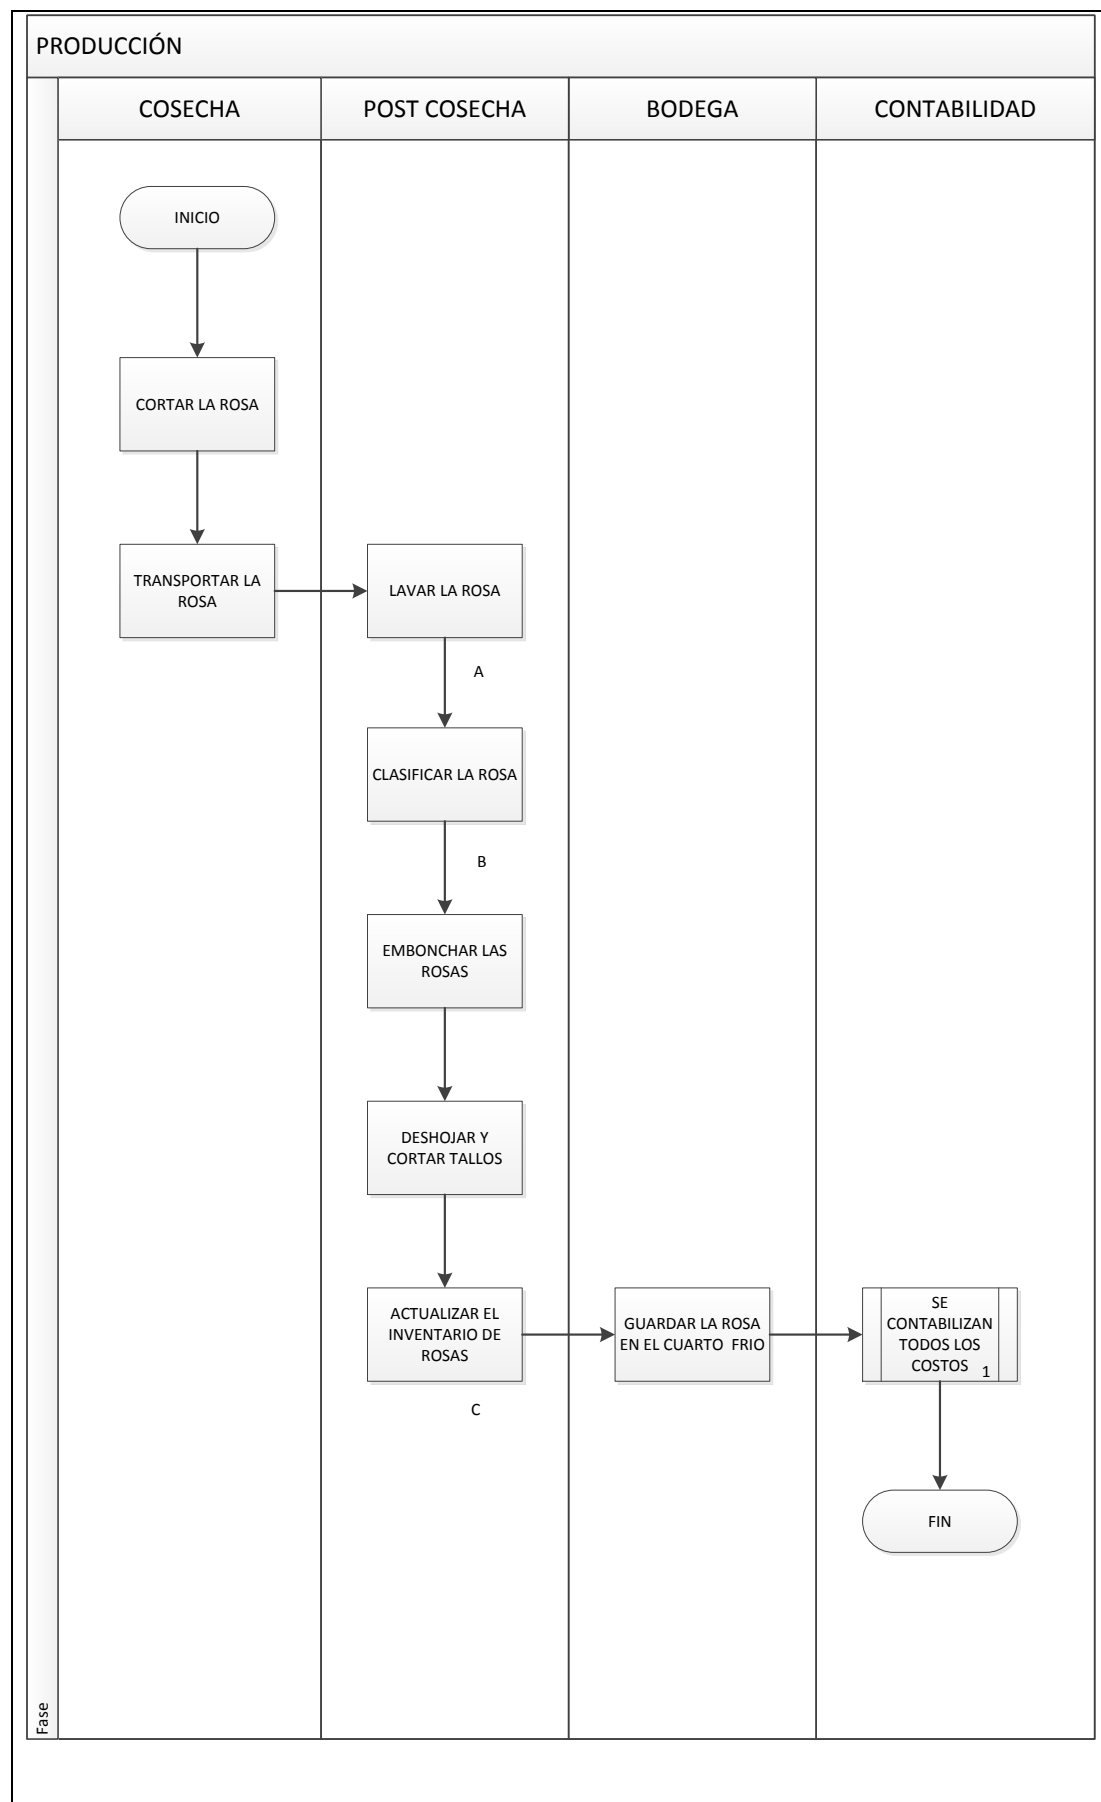 PRODUCCIÓN
COSECHA
POST COSECHA
BODEGA
CONTABILIDAD
INICIO
CORTAR LA ROSA
TRANSPORTAR LA
ROSA
LAVAR LA ROSA
A
CLASIFICAR LA ROSA
B
EMBONCHAR LAS
ROSAS
DESHOJAR Y
CORTAR TALLOS
ACTUALIZAR EL
INVENTARIO DE
ROSAS
C
GUARDAR LA ROSA
EN EL CUARTO FRIO
SE
CONTABILIZAN
TODOS LOS
COSTOS
1
FIN
Fase